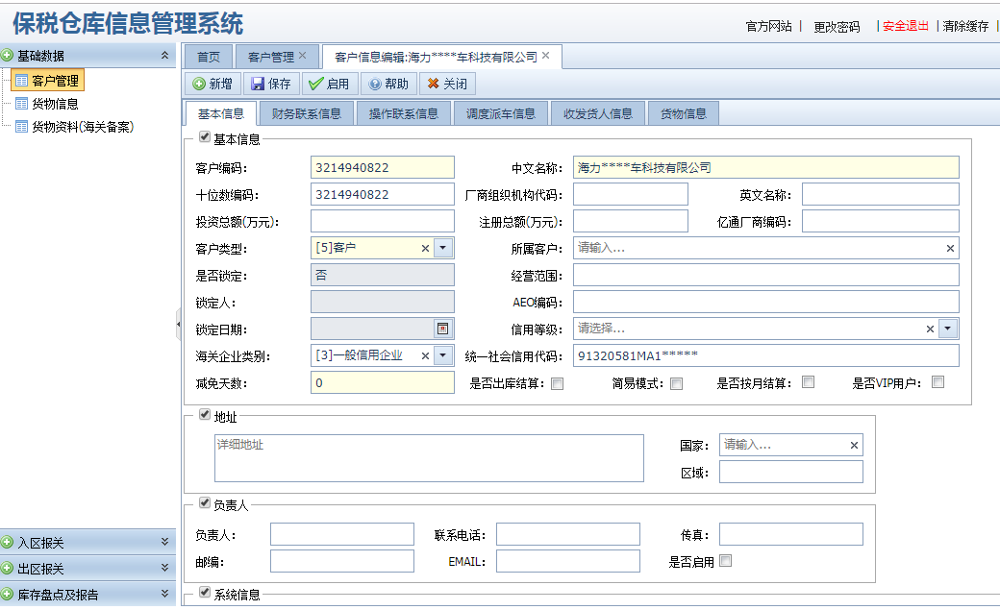 保税仓库信息管理系统
官方网站 | 更改密码 | 安全退出 | 清除缓存 |
基础数据
客户管理
货物信息
货物资料(海关备案)
入区报关
出区报关
库存盘点及报告
首页 客户管理 客户信息编辑:海力****车科技有限公司
新增 保存 启用 帮助 关闭
基本信息 财务联系信息 操作联系信息 调度派车信息 收发货人信息 货物信息
基本信息
客户编码: 3214940822 中文名称: 海力****车科技有限公司
十位数编码: 3214940822 厂商组织机构代码: 英文名称:
投资总额(万元): 注册总额(万元): 亿通厂商编码:
客户类型: [5]客户 所属客户: 请输入...
是否锁定: 否 经营范围:
锁定人: AEO编码:
锁定日期: 信用等级: 请选择...
海关企业类别: [3]一般信用企业 统一社会信用代码: 91320581MA1*****
减免天数: 0 是否出库结算: 简易模式: 是否按月结算: 是否VIP用户:
地址
详细地址 国家: 请输入...
区域:
负责人
负责人: 联系电话: 传真:
邮编: EMAIL: 是否启用
系统信息